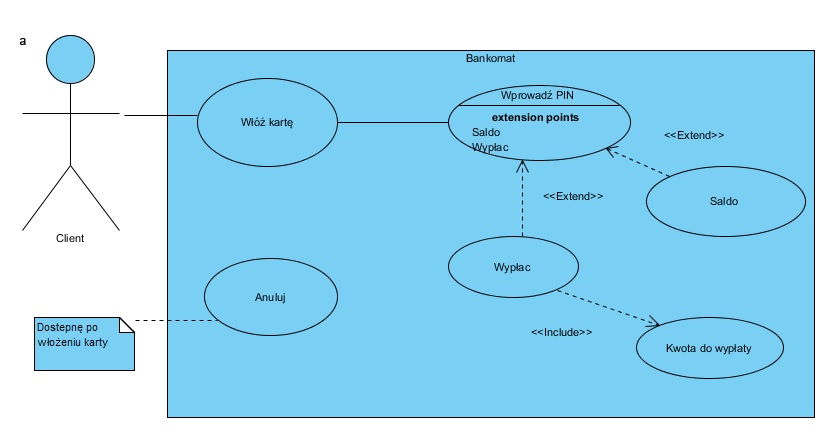 a
Bankomat
Wprowadź PIN
extension points
Saldo
Wypłac
Włóż kartę
<<Extend>>
<<Extend>>
Saldo
Client
Wypłac
Anuluj
Dostepnę po
włożeniu karty
<<Include>>
Kwota do wypłaty